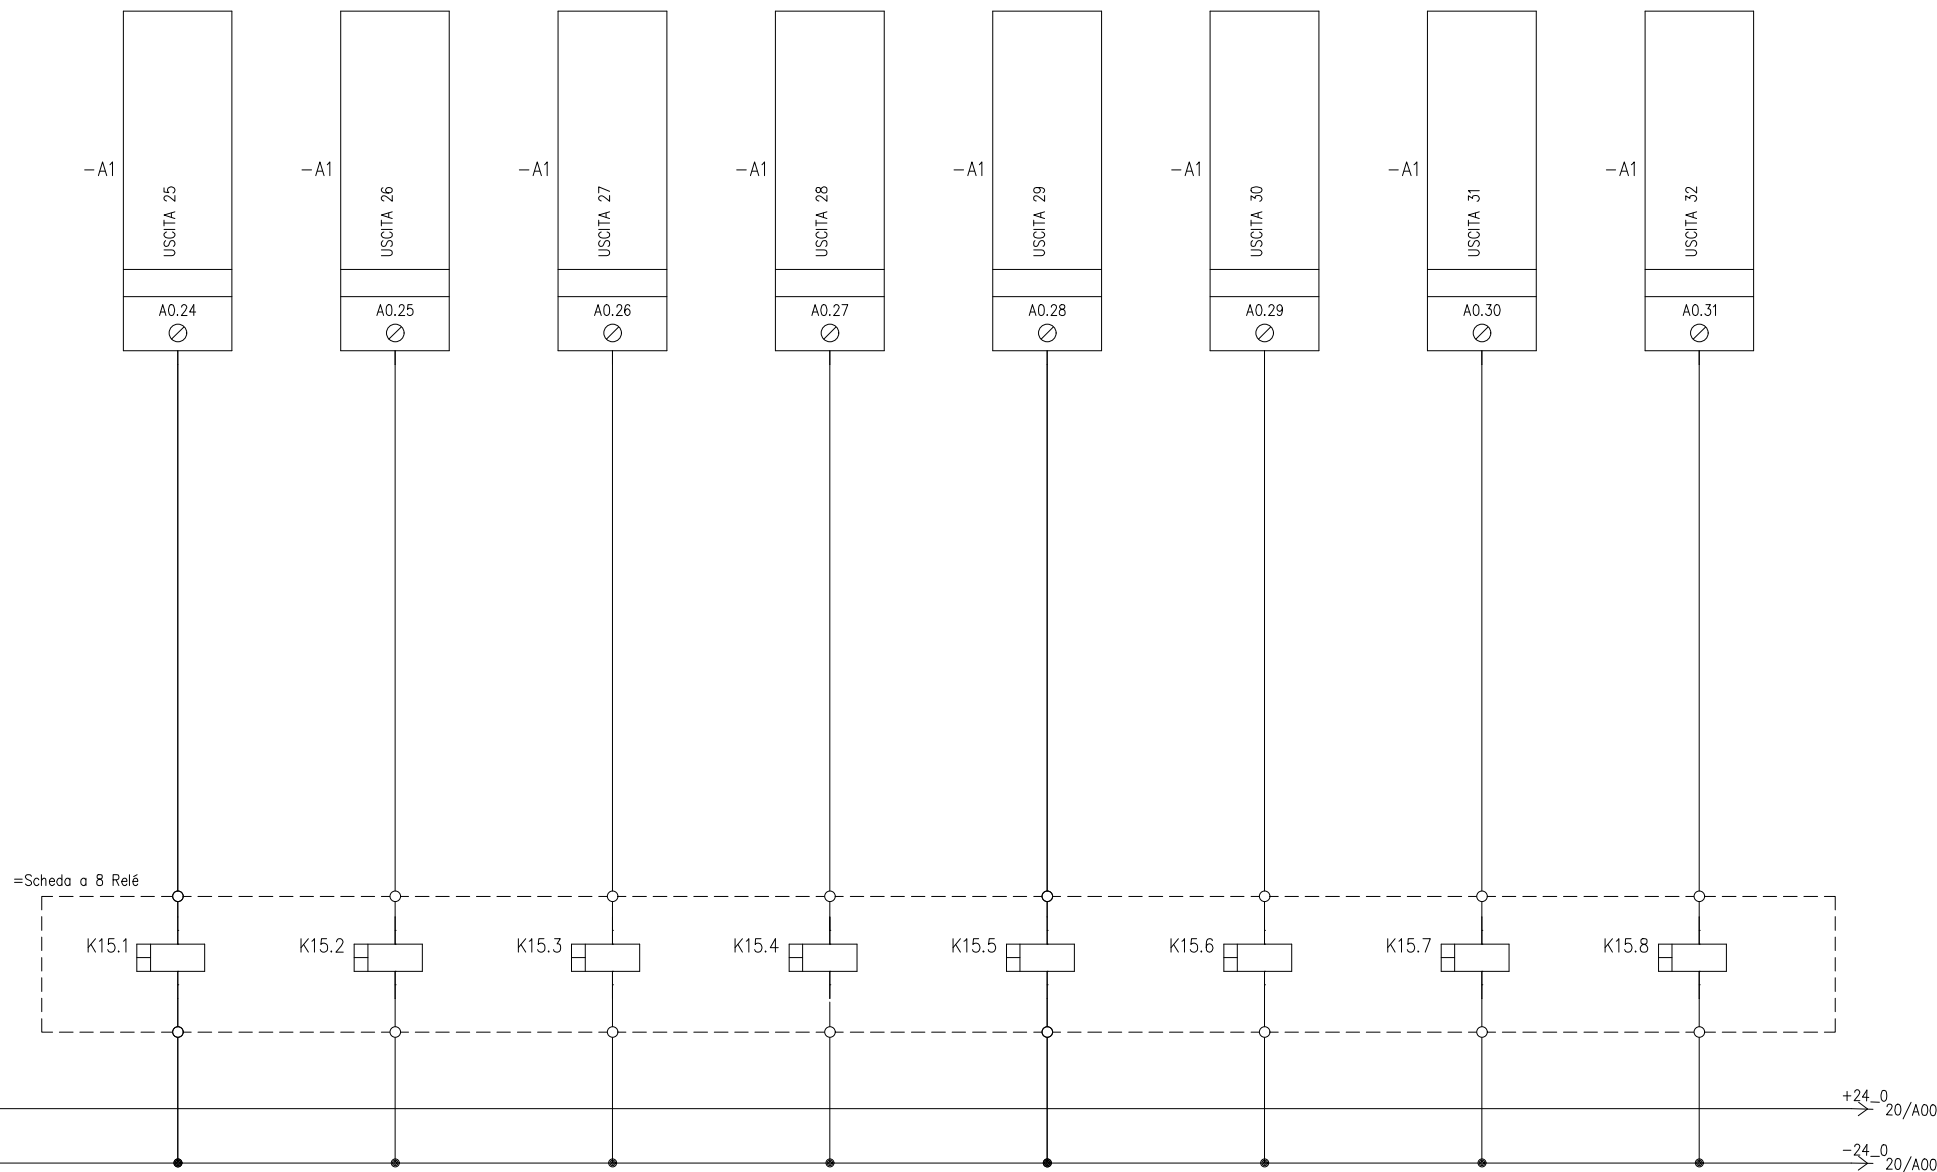 -A1
-A1
-A1
-A1
-A1
-A1
-A1
-A1
USCITA 25
USCITA 26
USCITA 27
USCITA 28
USCITA 29
USCITA 30
USCITA 31
USCITA 32
A0.24
A0.25
A0.26
A0.27
A0.28
A0.29
A0.30
A0.31
=Scheda a 8 Relé
K15.1
K15.2
K15.3
K15.4
K15.5
K15.6
K15.7
K15.8
+24_0
20/A00
-24_0
20/A00